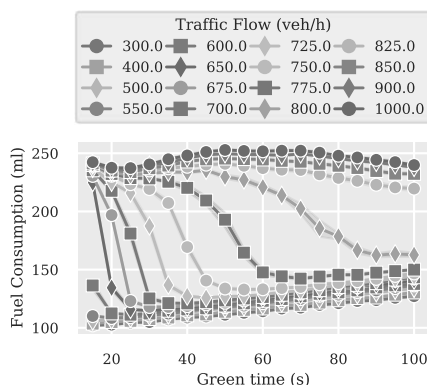 Traffic Flow (veh/h)
300.0 600.0 725.0 825.0
400.0 650.0 750.0 850.0
500.0 675.0 775.0 900.0
550.0 700.0 800.0 1000.0
250
200
150
100
Fuel Consumption (ml)
20 40 60 80 100
Green time (s)